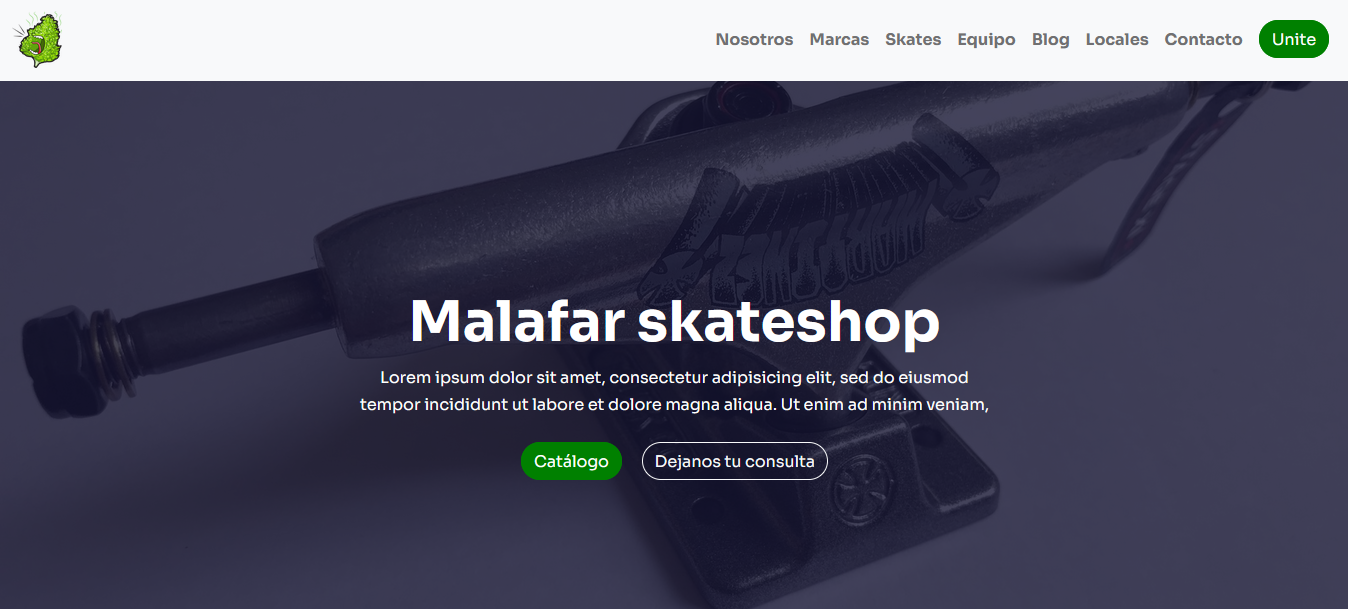 Nosotros Marcas Skates Equipo Blog Locales Contacto Unite
Malafar skateshop
Lorem ipsum dolor sit amet, consectetur adipisicing elit, sed do eiusmod
tempor incididunt ut labore et dolore magna aliqua. Ut enim ad minim veniam,
Catálogo Dejanos tu consulta